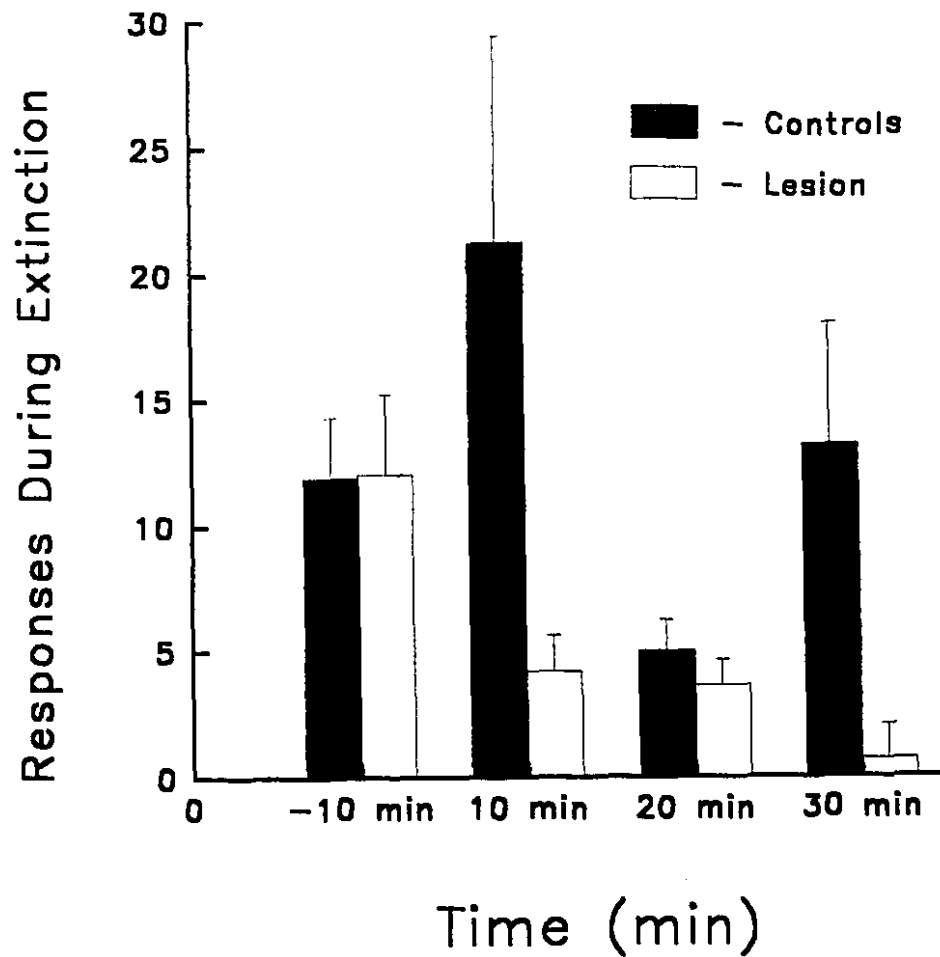 Responses During Extinction
30
25
20
15
10
5
0
– Controls
– Lesion
0 –10 min 10 min 20 min 30 min
Time (min)